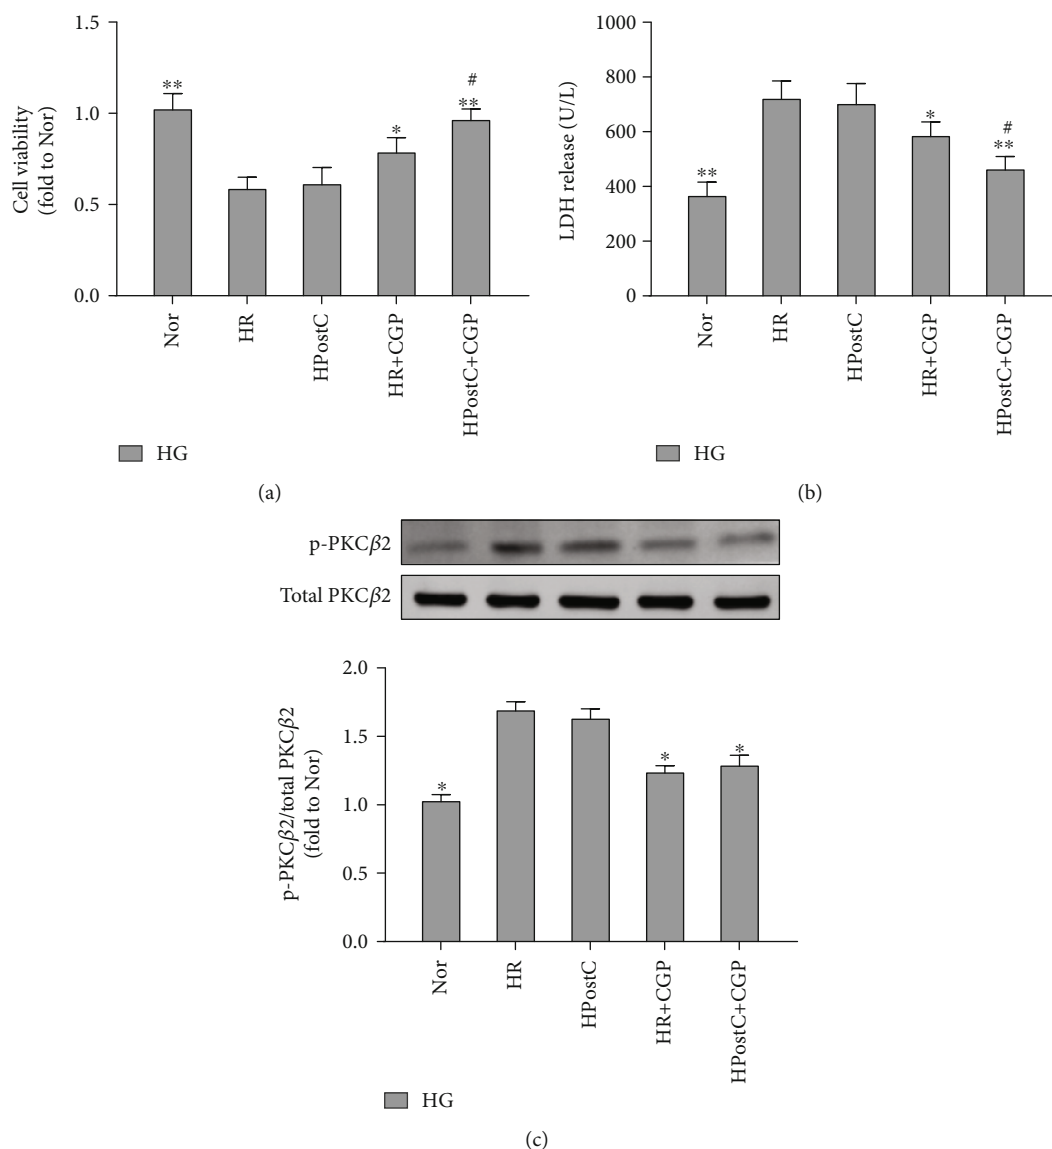 1.5
1.0
0.5
0.0
Cell viability
(fold to Nor)
**
*
#
**
Nor
HR
HPostC
HR+CGP
HPostC+CGP
HG
(a)
1000
800
600
400
200
0
LDH release (U/L)
**
*
#
**
Nor
HR
HPostC
HR+CGP
HPostC+CGP
HG
(b)
p-PKCβ2
Total PKCβ2
2.0
1.5
1.0
0.5
0.0
p-PKCβ2/total PKCβ2
(fold to Nor)
*
*
*
Nor
HR
HPostC
HR+CGP
HPostC+CGP
HG
(c)